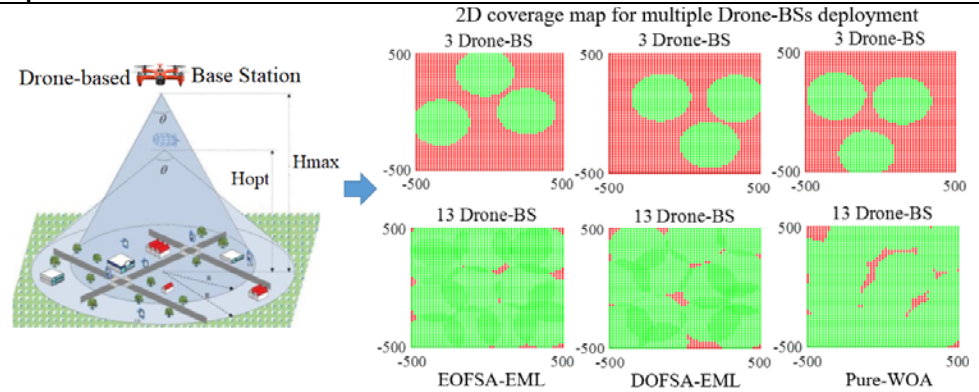 2D coverage map for multiple Drone-BSs deployment
Drone-based Base Station
θ
θ
Hopt
Hmax
R
R
3 Drone-BS
500
-500
-500 500
3 Drone-BS
500
-500
-500 500
3 Drone-BS
500
-500
-500 500
13 Drone-BS
500
-500
-500 500
EOFSA-EML
13 Drone-BS
500
-500
-500 500
DOFSA-EML
13 Drone-BS
500
-500
-500 500
Pure-WOA